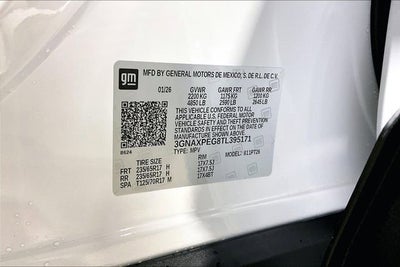 gm MFD BY GENERAL MOTORS DE MEXICO, S. DE R.L. DE C.V.
01/26 GVWR GAWR FRT GAWR RR
2200 KG 1175 KG 1200 KG
4850 LB 2590 LB 2645 LB
THIS VEHICLE CONFORMS TO ALL
APPLICABLE U.S. FEDERAL MOTOR
VEHICLE SAFETY AND THEFT PREVENTION
STANDARDS IN EFFECT ON THE DATE OF
MANUFACTURE SHOWN ABOVE.
3GNAXPEG8TL395171
B624 TYPE: MPV MODEL: 
TIRE SIZE RIM
FRT 235/65R17 H 17X7.5J
RR 235/65R17 H 17X7.5J
SPA T125/70R17 M 17X4BT